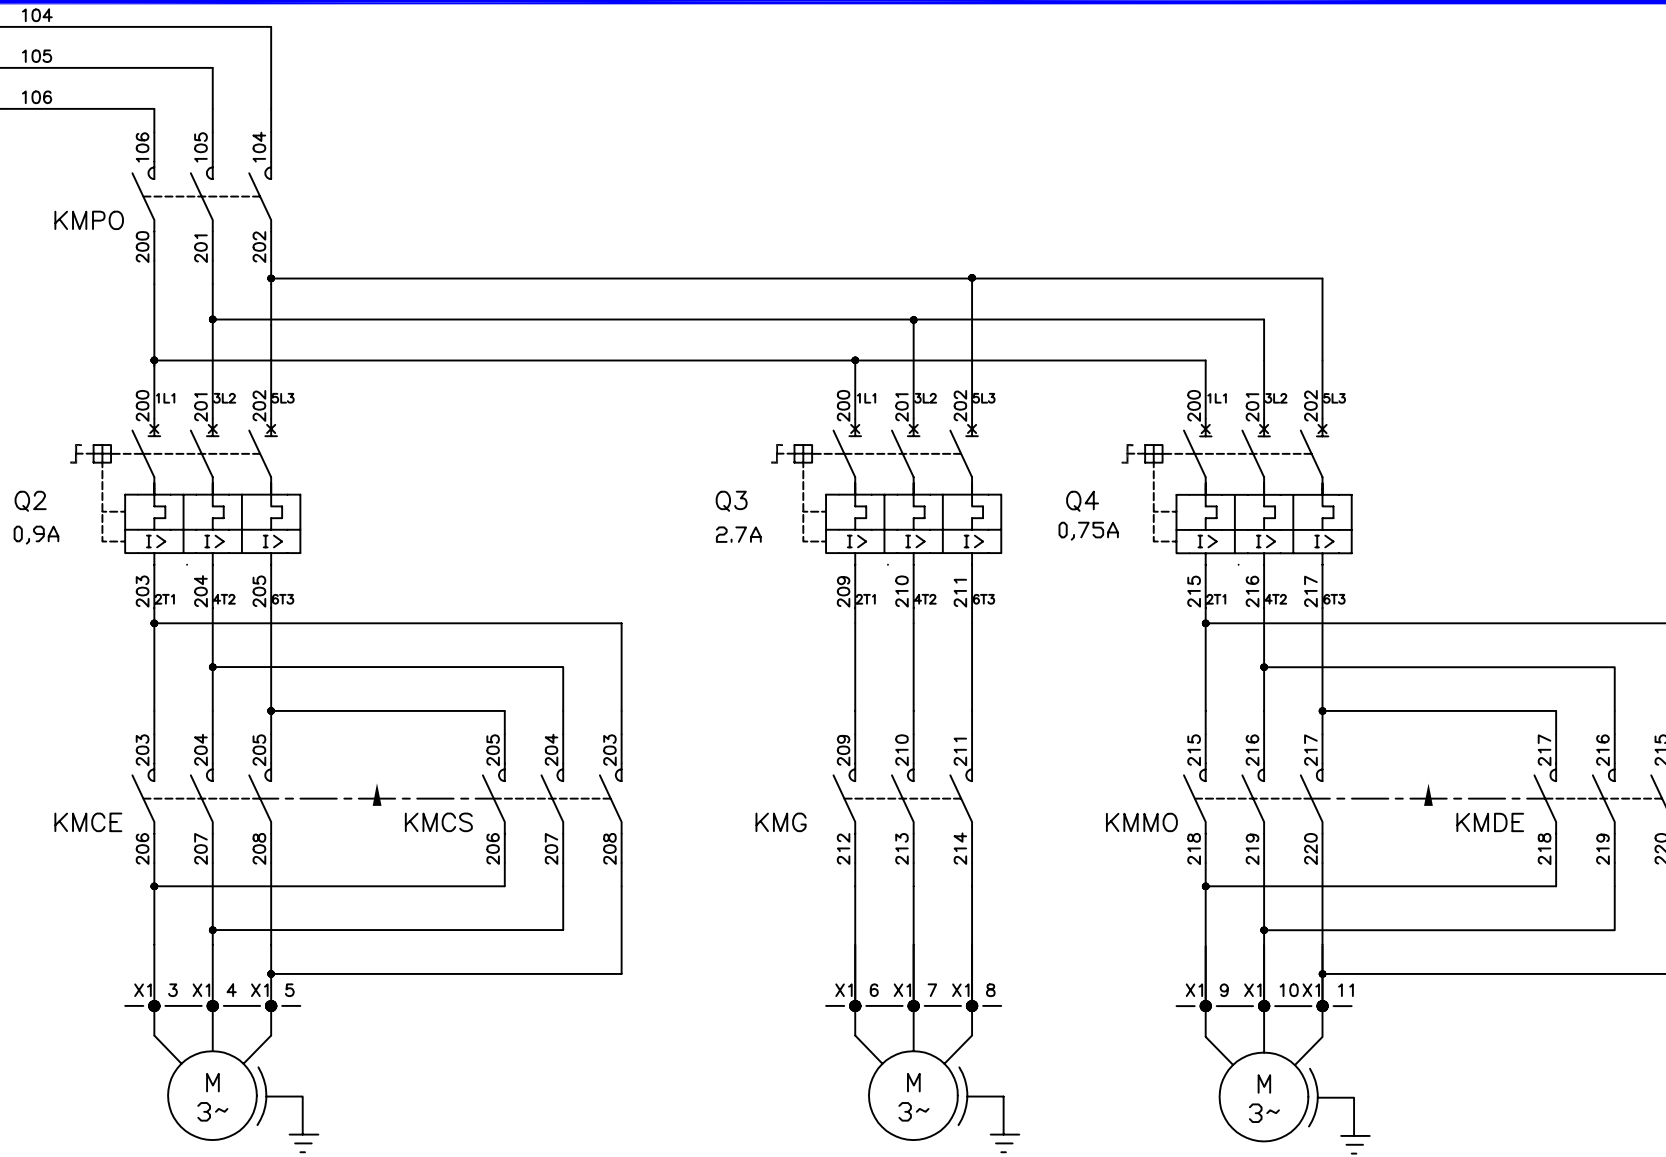 104
105
106
106 105 104
KMPO
200 201 202
200 1L1 201 3L2 202 5L3 200 1L1 201 3L2 202 5L3 200 1L1 201 3L2 202 5L3
Q2 Q3 Q4
0,9A 2.7A 0,75A
I> I> I> I> I> I> I> I> I>
203 2T1 204 4T2 205 6T3 209 2T1 210 4T2 211 6T3 215 2T1 216 4T2 217 6T3
203 204 205 205 204 203 209 210 211 215 216 217 217 216 215
KMCE KMCS KMG KMMO KMDE
206 207 208 206 207 208 212 213 214 218 219 220 218 219 220
X1 3 X1 4 X1 5 X1 6 X1 7 X1 8 X1 9 X1 10 X1 11
M M M
3~ 3~ 3~